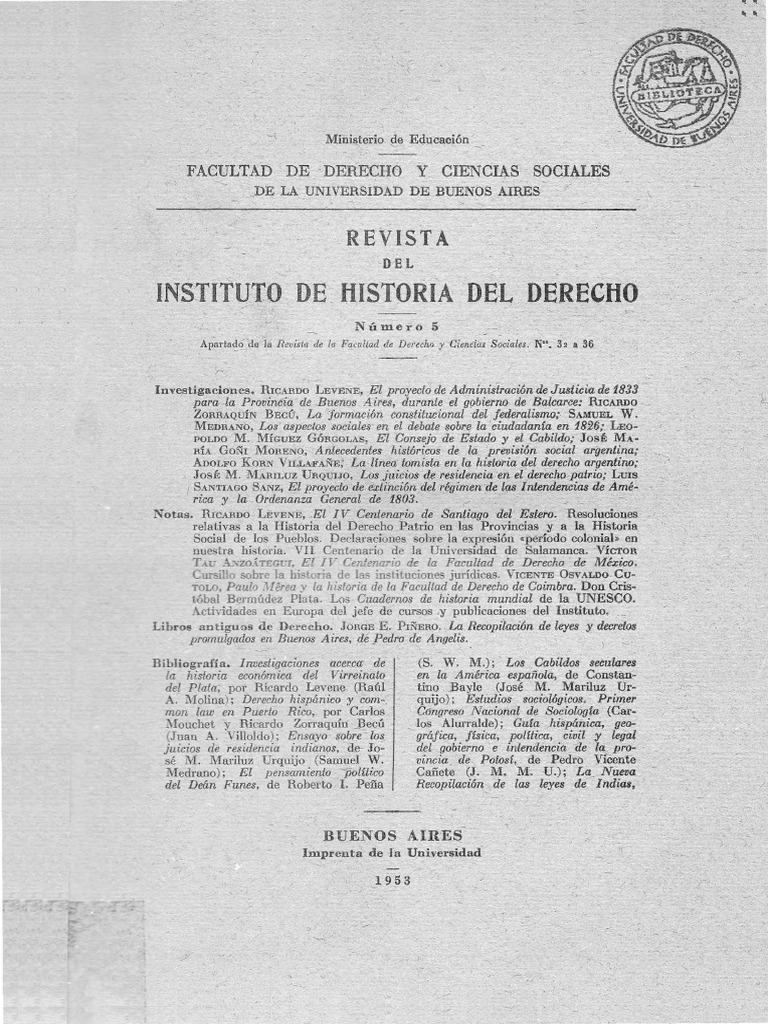 FACULTAD DE DERECHO
BIBLIOTECA
UNIVERSIDAD DE BUENOS AIRES
Ministerio de Educación
FACULTAD DE DERECHO Y CIENCIAS SOCIALES
DE LA UNIVERSIDAD DE BUENOS AIRES
REVISTA
DEL
INSTITUTO DE HISTORIA DEL DERECHO
Número 5
Apartado de la Revista de la Facultad de Derecho y Ciencias Sociales. Nos. 32 a 36
Investigaciones. RICARDO LEVENE, El proyecto de Administración de Justicia de 1833
para la Provincia de Buenos Aires, durante el gobierno de Balcarce; RICARDO
ZORRAQUÍN BECÚ, La formación constitucional del federalismo; SAMUEL W.
MEDRANO, Los aspectos sociales en el debate sobre la ciudadanía en 1826; LEO-
POLDO M. MÍGUEZ GÓRGOLAS, El Consejo de Estado y el Cabildo; JOSÉ MA-
RÍA GOÑI MORENO, Antecedentes históricos de la previsión social argentina;
ADOLFO KORN VILLAFAÑE, La línea tomista en la historia del derecho argentino;
JOSÉ M. MARILUZ URQUIJO, Los juicios de residencia en el derecho patrio; LUIS
SANTIAGO SANZ, El proyecto de extinción del régimen de las Intendencias de Amé-
rica y la Ordenanza General de 1803.
Notas. RICARDO LEVENE, El IV Centenario de Santiago del Estero. Resoluciones
relativas a la Historia del Derecho Patrio en las Provincias y a la Historia
Social de los Pueblos. Declaraciones sobre la expresión «período colonial» en
nuestra historia. VII Centenario de la Universidad de Salamanca. VÍCTOR
TAU ANZOÁTEGUI, El IV Centenario de la Facultad de Derecho de México.
Cursillo sobre la historia de las instituciones jurídicas. VICENTE OSVALDO CU-
TOLO, Paulo Mêrea y la historia de la Facultad de Derecho de Coimbra. Don Cris-
tóbal Bermúdez Plata. Los Cuadernos de historia mundial de la UNESCO.
Actividades en Europa del jefe de cursos y publicaciones del Instituto.
Libros antiguos de Derecho. JORGE E. PIÑERO. La Recopilación de leyes y decretos
promulgados en Buenos Aires, de Pedro de Angelis.
Bibliografía. Investigaciones acerca de
la historia económica del Virreinato
del Plata, por Ricardo Levene (Raúl
A. Molina); Derecho hispánico y com-
mon law en Puerto Rico, por Carlos
Mouchet y Ricardo Zorraquín Becú
(Juan A. Villoldo); Ensayo sobre los
juicios de residencia indianos, de Jo-
sé M. Mariluz Urquijo (Samuel W.
Medrano); El pensamiento político
del Deán Funes, de Roberto I. Peña
(S. W. M.); Los Cabildos seculares
en la América española, de Constan-
tino Bayle (José M. Mariluz Ur-
quijo); Estudios sociológicos. Primer
Congreso Nacional de Sociología (Car-
los Alurralde); Guía hispánica, geo-
gráfica, física, política, civil y legal
del gobierno e intendencia de la pro-
vincia de Potosí, de Pedro Vicente
Cañete (J. M. M. U.); La Nueva
Recopilación de las leyes de Indias,
BUENOS AIRES
Imprenta de la Universidad
1953